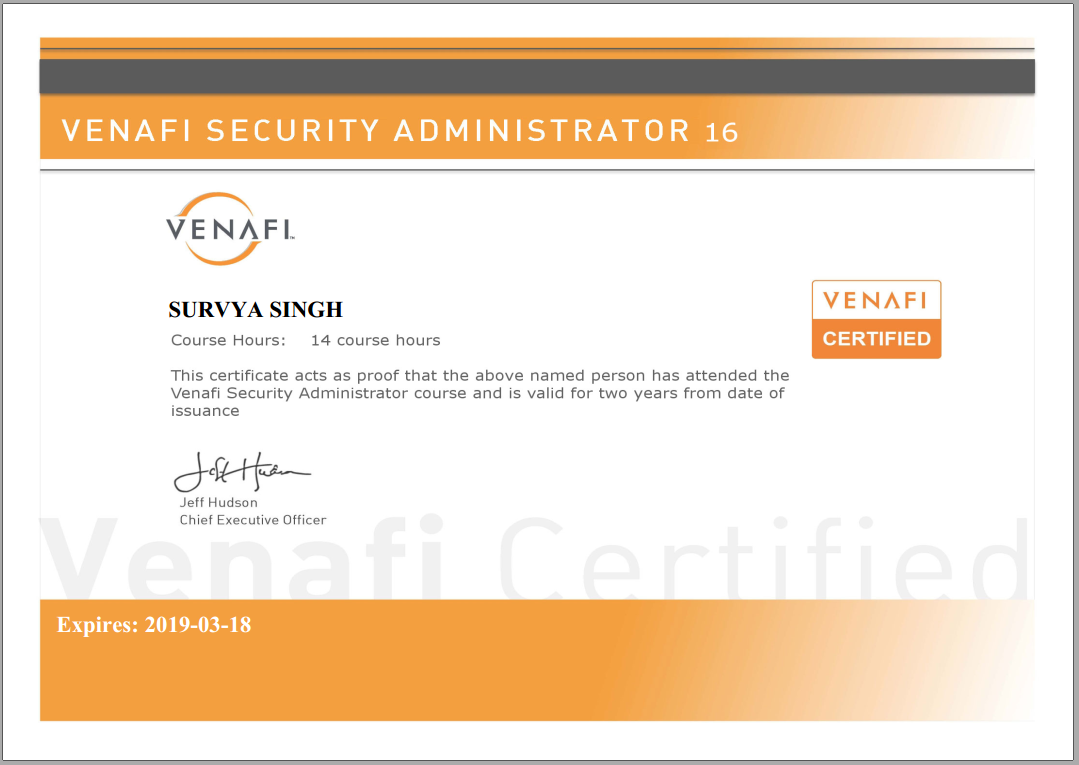 VENAFI SECURITY ADMINISTRATOR 16
VENAFI™
SURVYA SINGH
VENAFI
CERTIFIED
Course Hours: 14 course hours
This certificate acts as proof that the above named person has attended the
Venafi Security Administrator course and is valid for two years from date of
issuance
Jeff Hudson
Jeff Hudson
Chief Executive Officer
Venafi Certified
Expires: 2019-03-18